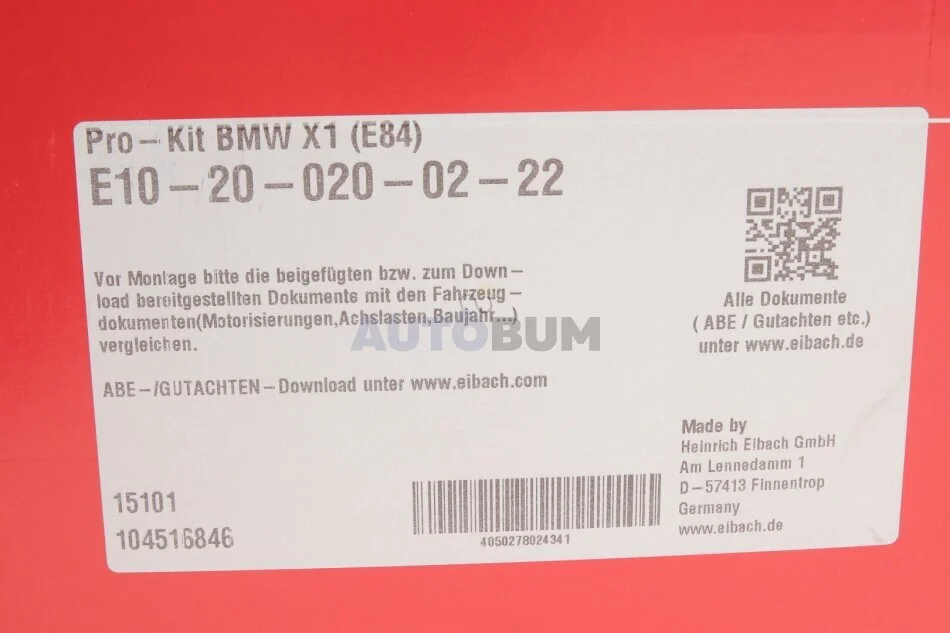 Pro-Kit BMW X1 (E84)
E10-20-020-02-22
Vor Montage bitte die beigefügten bzw. zum Down-
load bereitgestellten Dokumente mit den Fahrzeug-
dokumenten(Motorisierungen,Achslasten,Baujahr...)
vergleichen.
ABE-/GUTACHTEN-Download unter www.eibach.com
15101
104516846
4050278024341
Alle Dokumente
( ABE / Gutachten etc.)
unter www.eibach.de
Made by
Heinrich Eibach GmbH
Am Lennedamm 1
D-57413 Finnentrop
Germany
www.eibach.de
AUTOBUM